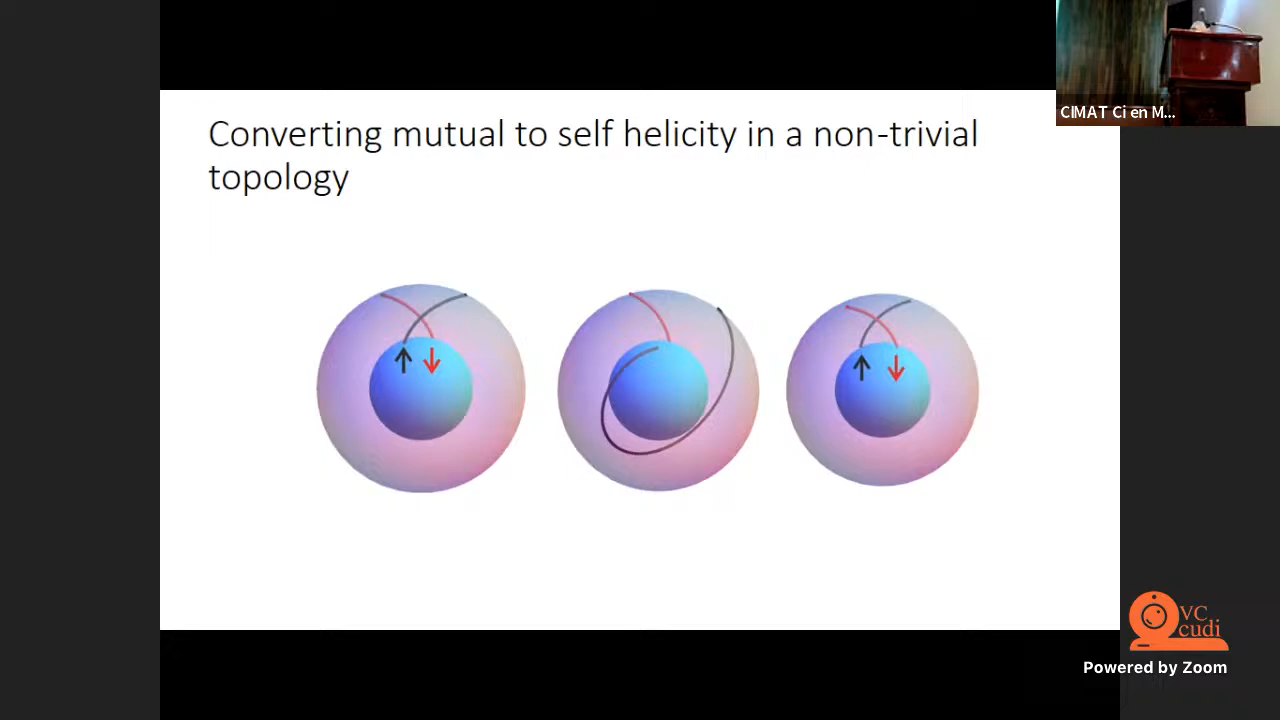 Converting mutual to self helicity in a non-trivial
topology
CIMAT Ci en M...
VC
cudi
Powered by Zoom